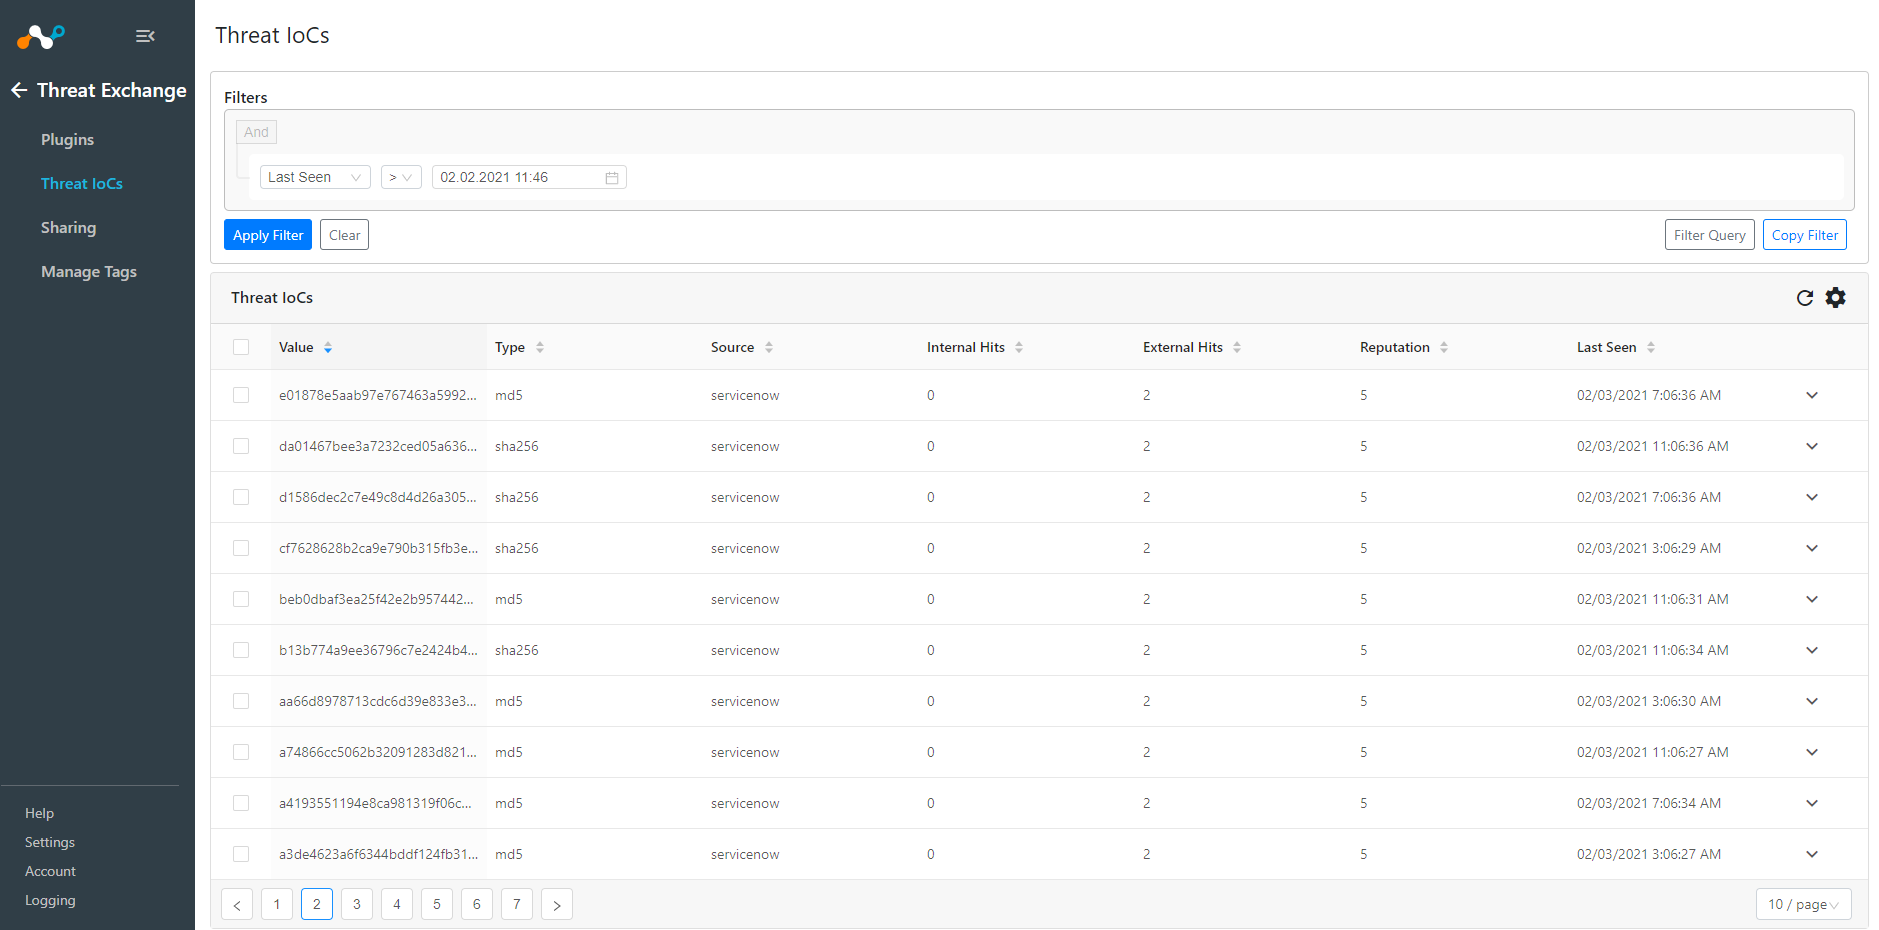 Threat Exchange
Plugins
Threat IoCs
Sharing
Manage Tags
Help
Settings
Account
Logging
Threat IoCs
Filters
And
Last Seen > 02.02.2021 11:46
Apply Filter Clear Filter Query Copy Filter
Threat IoCs
Value Type Source Internal Hits External Hits Reputation Last Seen
e01878e5aab97e767463a5992... md5 servicenow 0 2 5 02/03/2021 7:06:36 AM
da01467bee3a7232ced05a636... sha256 servicenow 0 2 5 02/03/2021 11:06:36 AM
d1586dec2c7e49c8d4d26a305... sha256 servicenow 0 2 5 02/03/2021 7:06:36 AM
cf7628628b2ca9e790b315fb3e... sha256 servicenow 0 2 5 02/03/2021 3:06:29 AM
beb0dbaf3ea25f42e2b957442... md5 servicenow 0 2 5 02/03/2021 11:06:31 AM
b13b774a9ee36796c7e2424b4... sha256 servicenow 0 2 5 02/03/2021 11:06:34 AM
aa66d8978713cdc6d39e833e3... md5 servicenow 0 2 5 02/03/2021 3:06:30 AM
a74866cc5062b32091283d821... md5 servicenow 0 2 5 02/03/2021 11:06:27 AM
a4193551194e8ca981319f06c... md5 servicenow 0 2 5 02/03/2021 7:06:34 AM
a3de4623a6f6344bddf124fb31... md5 servicenow 0 2 5 02/03/2021 3:06:27 AM
< 1 2 3 4 5 6 7 > 10 / page